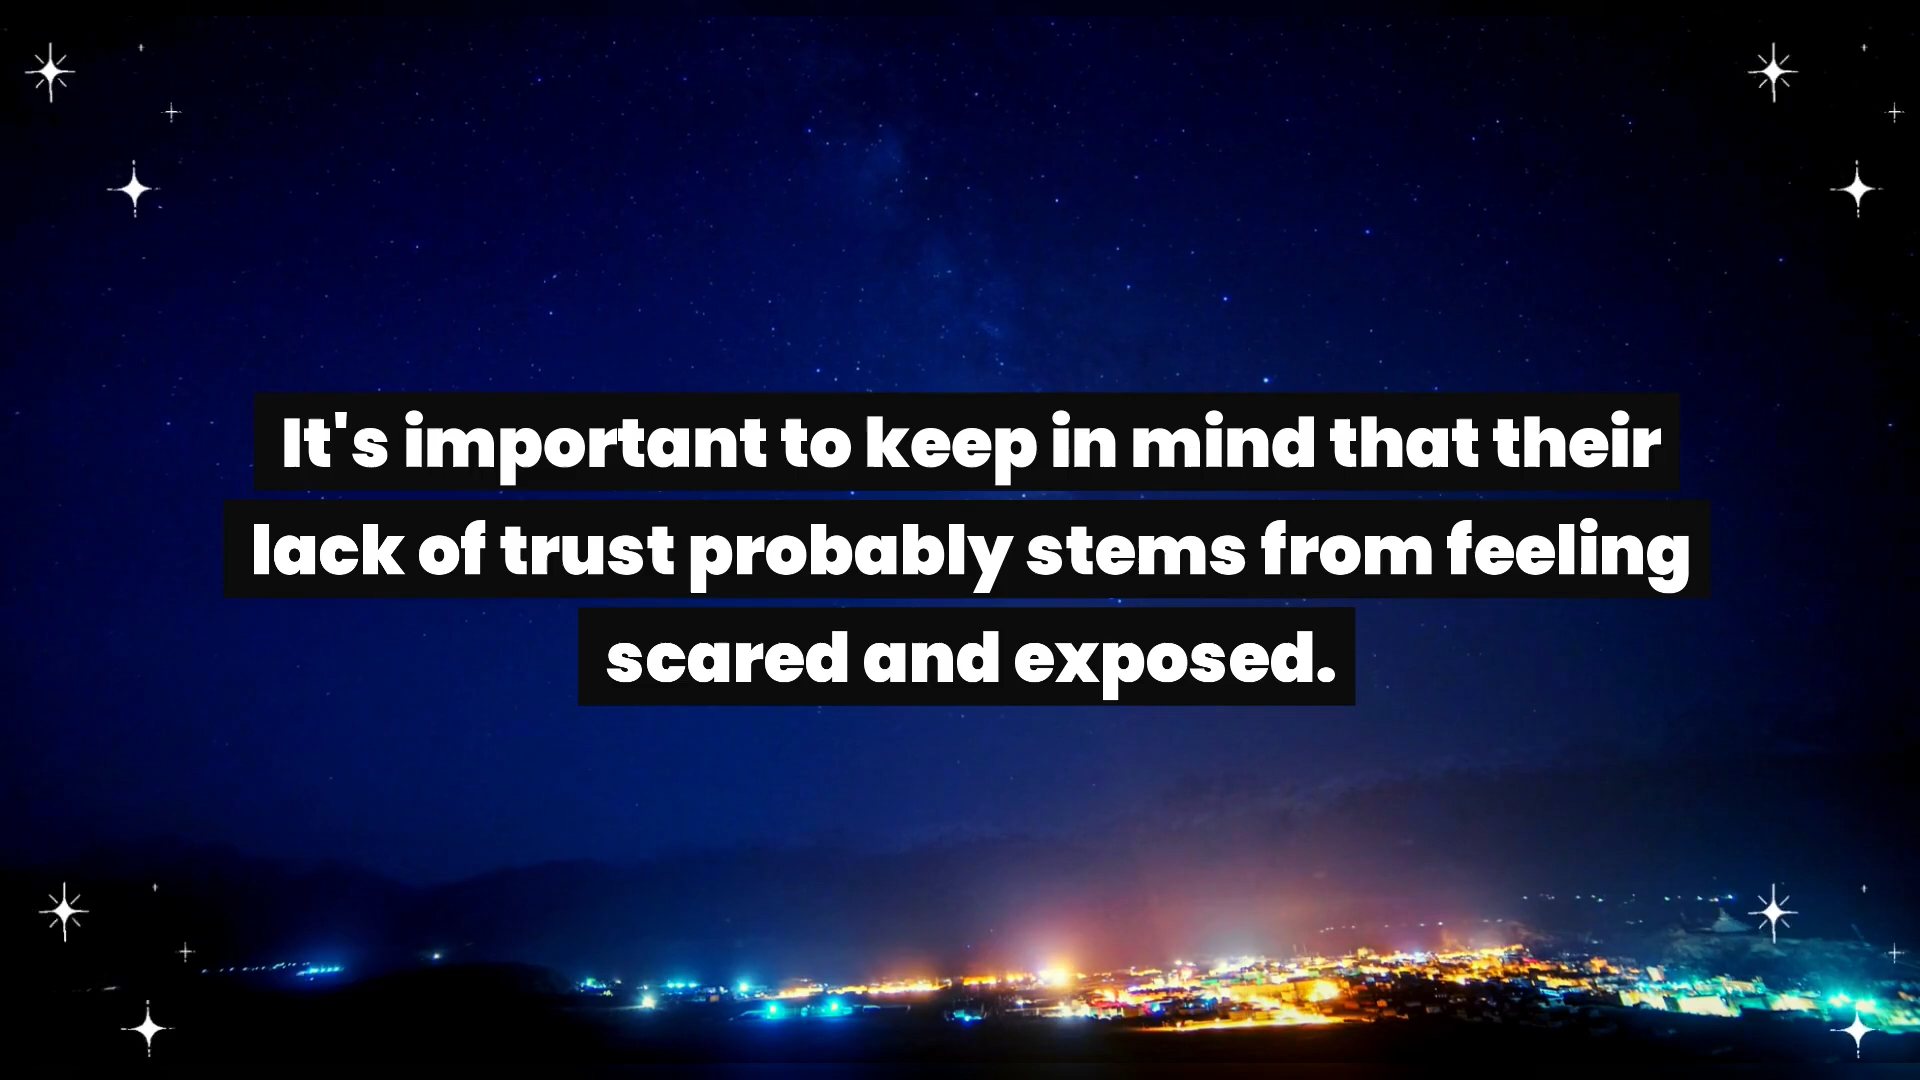 It's important to keep in mind that their
lack of trust probably stems from feeling
scared and exposed.